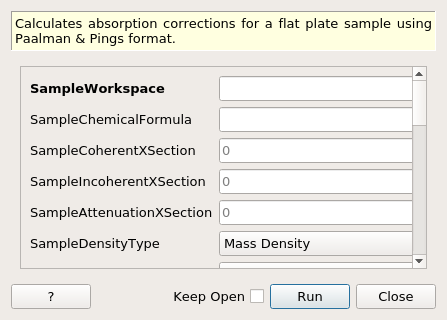 Calculates absorption corrections for a flat plate sample using
Paalman & Pings format.
SampleWorkspace
SampleChemicalFormula
SampleCoherentXSection 0
SampleIncoherentXSection 0
SampleAttenuationXSection 0
SampleDensityType Mass Density
? Keep Open Run Close